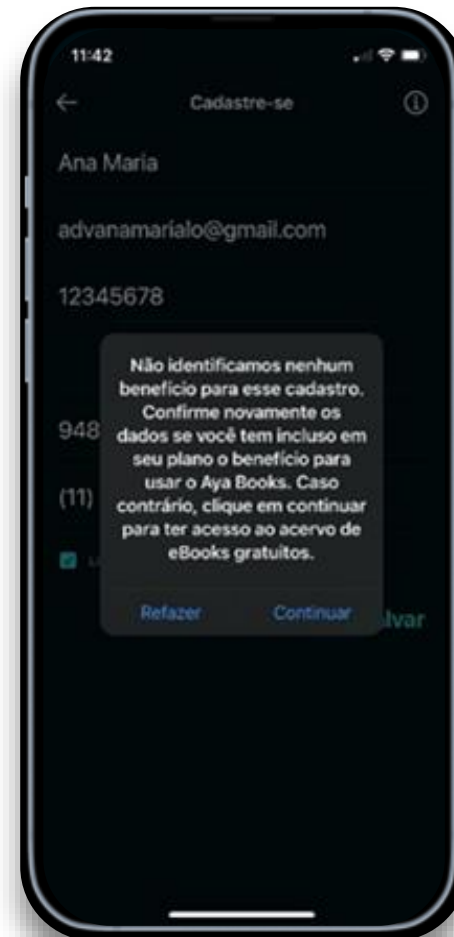 11:42
Cadastre-se
Ana Maria
advanamarialo@gmail.com
12345678
Não identificamos nenhum
benefício para esse cadastro.
Confirme novamente os
dados se você tem incluso em
seu plano o benefício para
usar o Aya Books. Caso
contrário, clique em continuar
para ter acesso ao acervo de
eBooks gratuitos.
948
(11)
Refazer Continuar
lvar